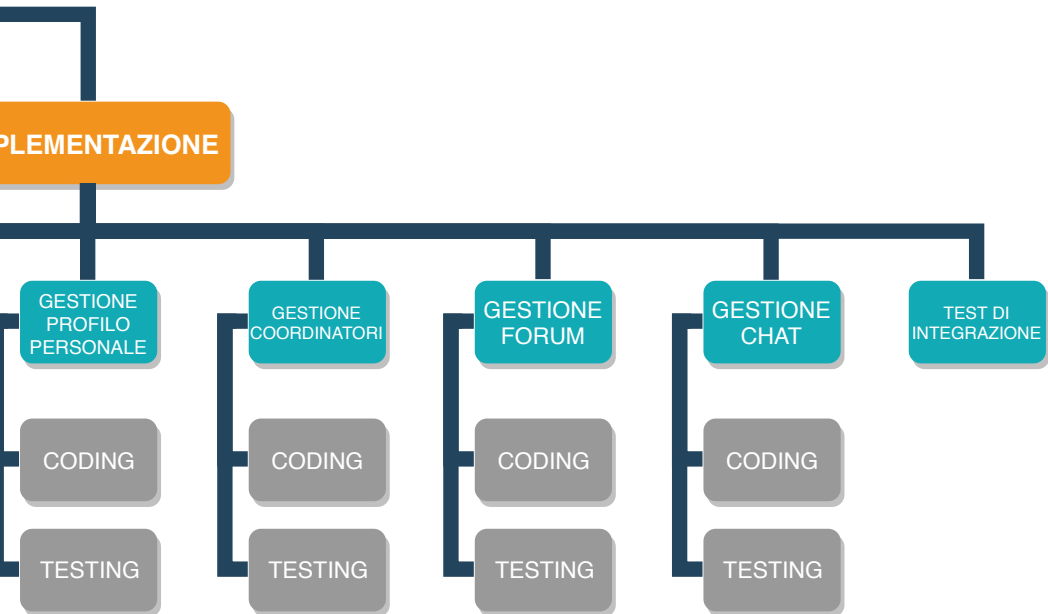 PLEMENTAZIONE
GESTIONE
PROFILO
PERSONALE
GESTIONE
COORDINATORI
GESTIONE
FORUM
GESTIONE
CHAT
TEST DI
INTEGRAZIONE
CODING
CODING
CODING
CODING
TESTING
TESTING
TESTING
TESTING